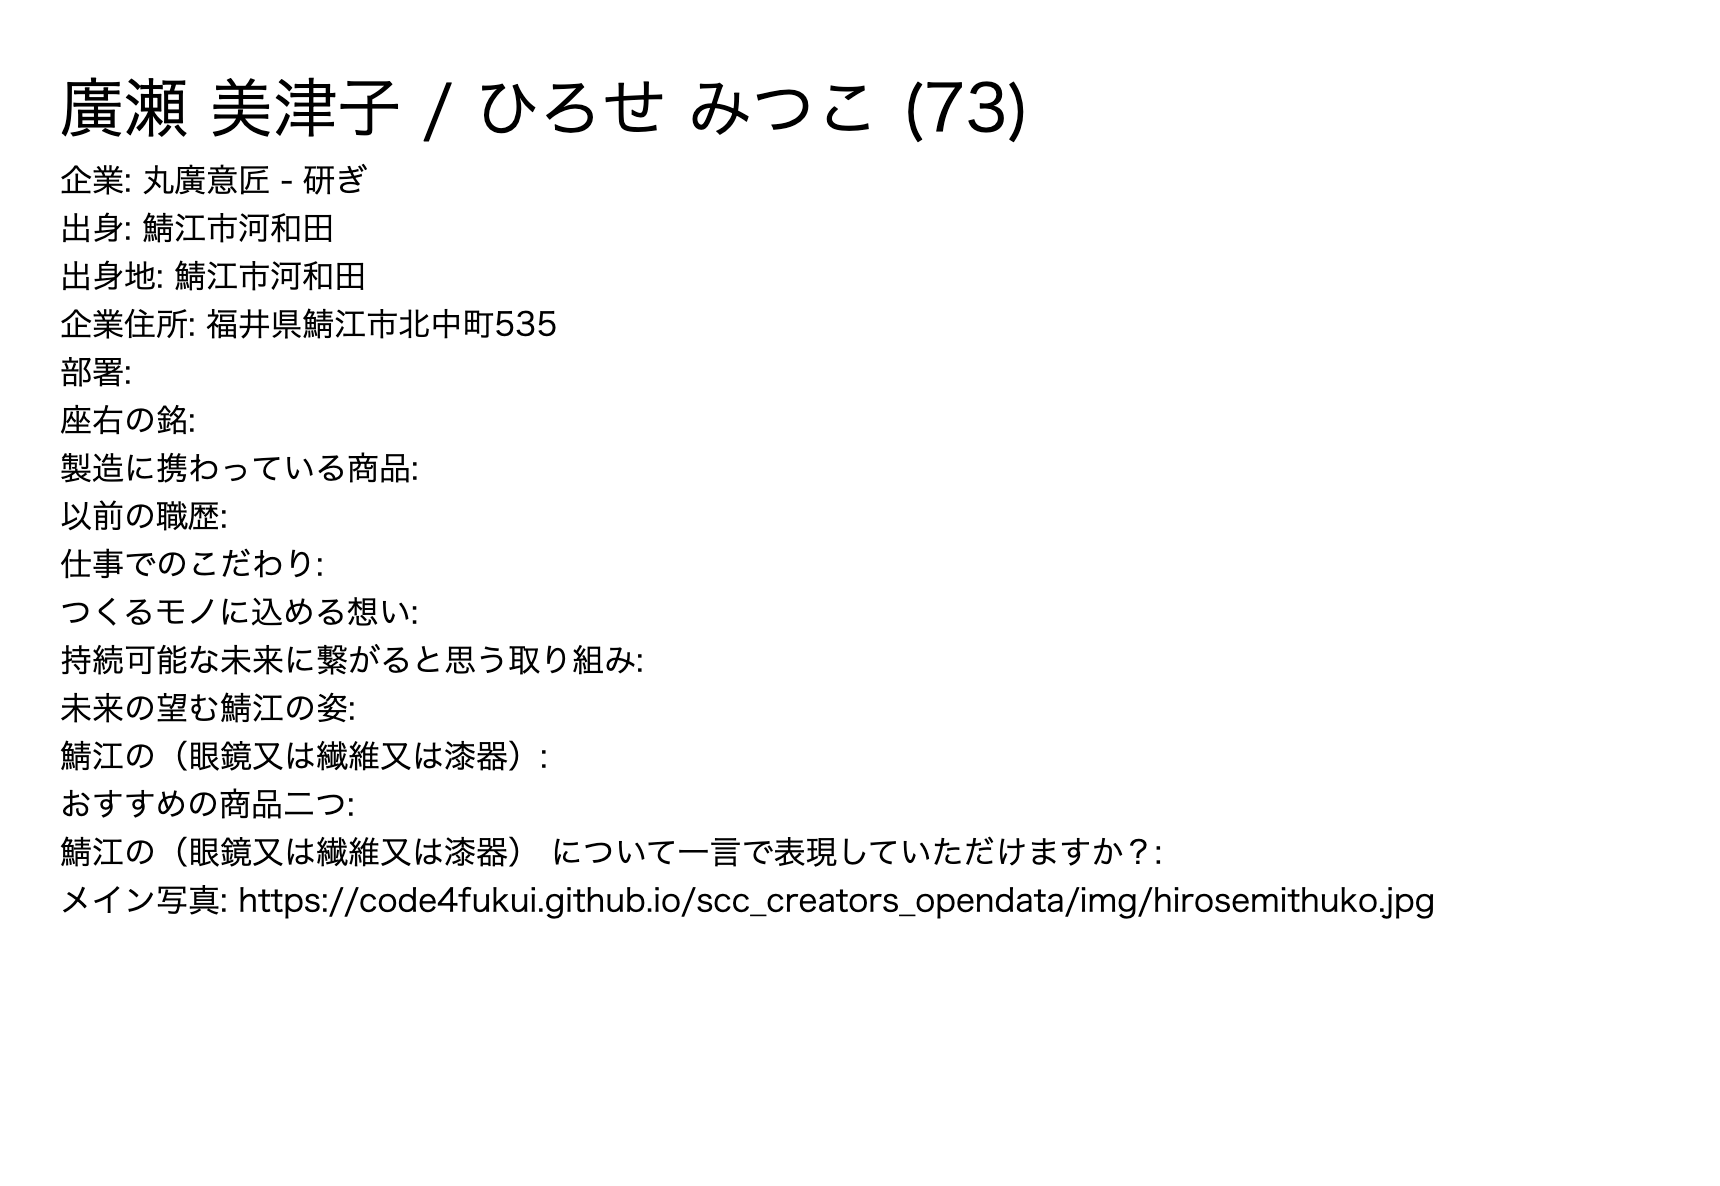 廣瀬 美津子 / ひろせ みつこ (73)
企業: 丸廣意匠 - 研ぎ
出身: 鯖江市河和田
出身地: 鯖江市河和田
企業住所: 福井県鯖江市北中町535
部署:
座右の銘:
製造に携わっている商品:
以前の職歴:
仕事でのこだわり:
つくるモノに込める想い:
持続可能な未来に繋がると思う取り組み:
未来の望む鯖江の姿:
鯖江の（眼鏡又は繊維又は漆器）:
おすすめの商品二つ:
鯖江の（眼鏡又は繊維又は漆器） について一言で表現していただけますか？:
メイン写真: https://code4fukui.github.io/scc_creators_opendata/img/hirosemithuko.jpg